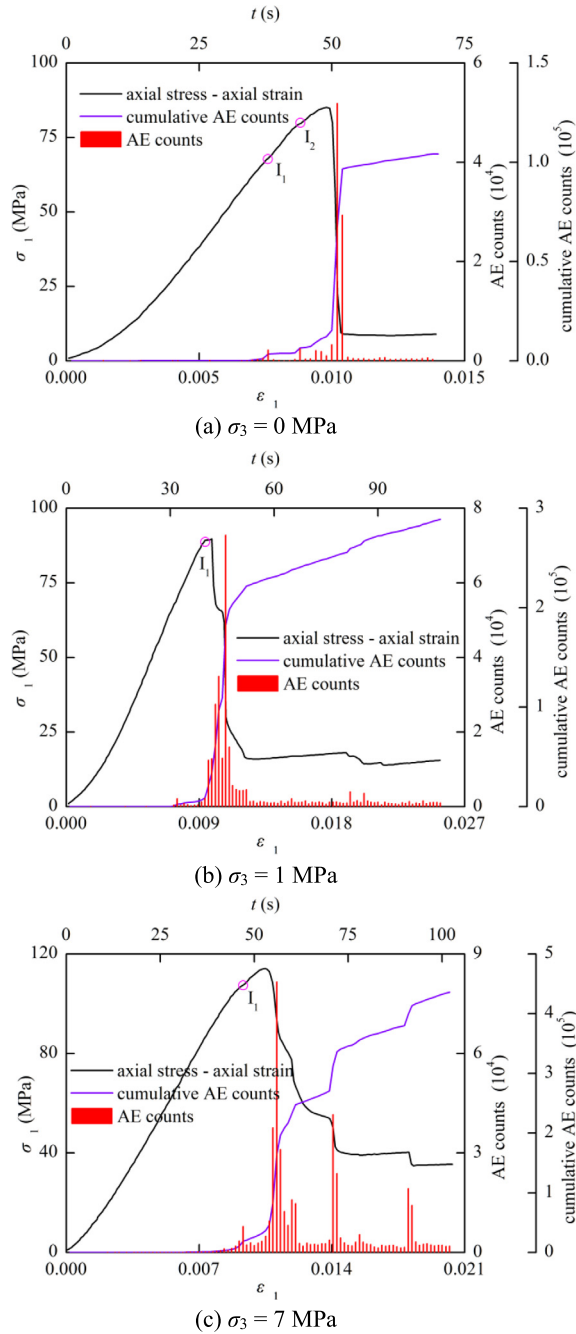 t (s)
0 25 50 75
axial stress - axial strain
cumulative AE counts
AE counts
I1
I2
100
75
50
25
0
σ 1 (MPa)
6
4
2
0
AE counts (10^4)
1.5
1.0
0.5
0.0
cumulative AE counts (10^5)
0.000 0.005 0.010 0.015
ε 1
(a) σ3 = 0 MPa
t (s)
0 30 60 90
I1
axial stress - axial strain
cumulative AE counts
AE counts
100
75
50
25
0
σ 1 (MPa)
8
6
4
2
0
AE counts (10^4)
3
2
1
0
cumulative AE counts (10^5)
0.000 0.009 0.018 0.027
ε 1
(b) σ3 = 1 MPa
t (s)
0 25 50 75 100
I1
axial stress - axial strain
cumulative AE counts
AE counts
120
80
40
0
σ 1 (MPa)
9
6
3
0
AE counts (10^4)
5
4
3
2
1
0
cumulative AE counts (10^5)
0.000 0.007 0.014 0.021
ε 1
(c) σ3 = 7 MPa